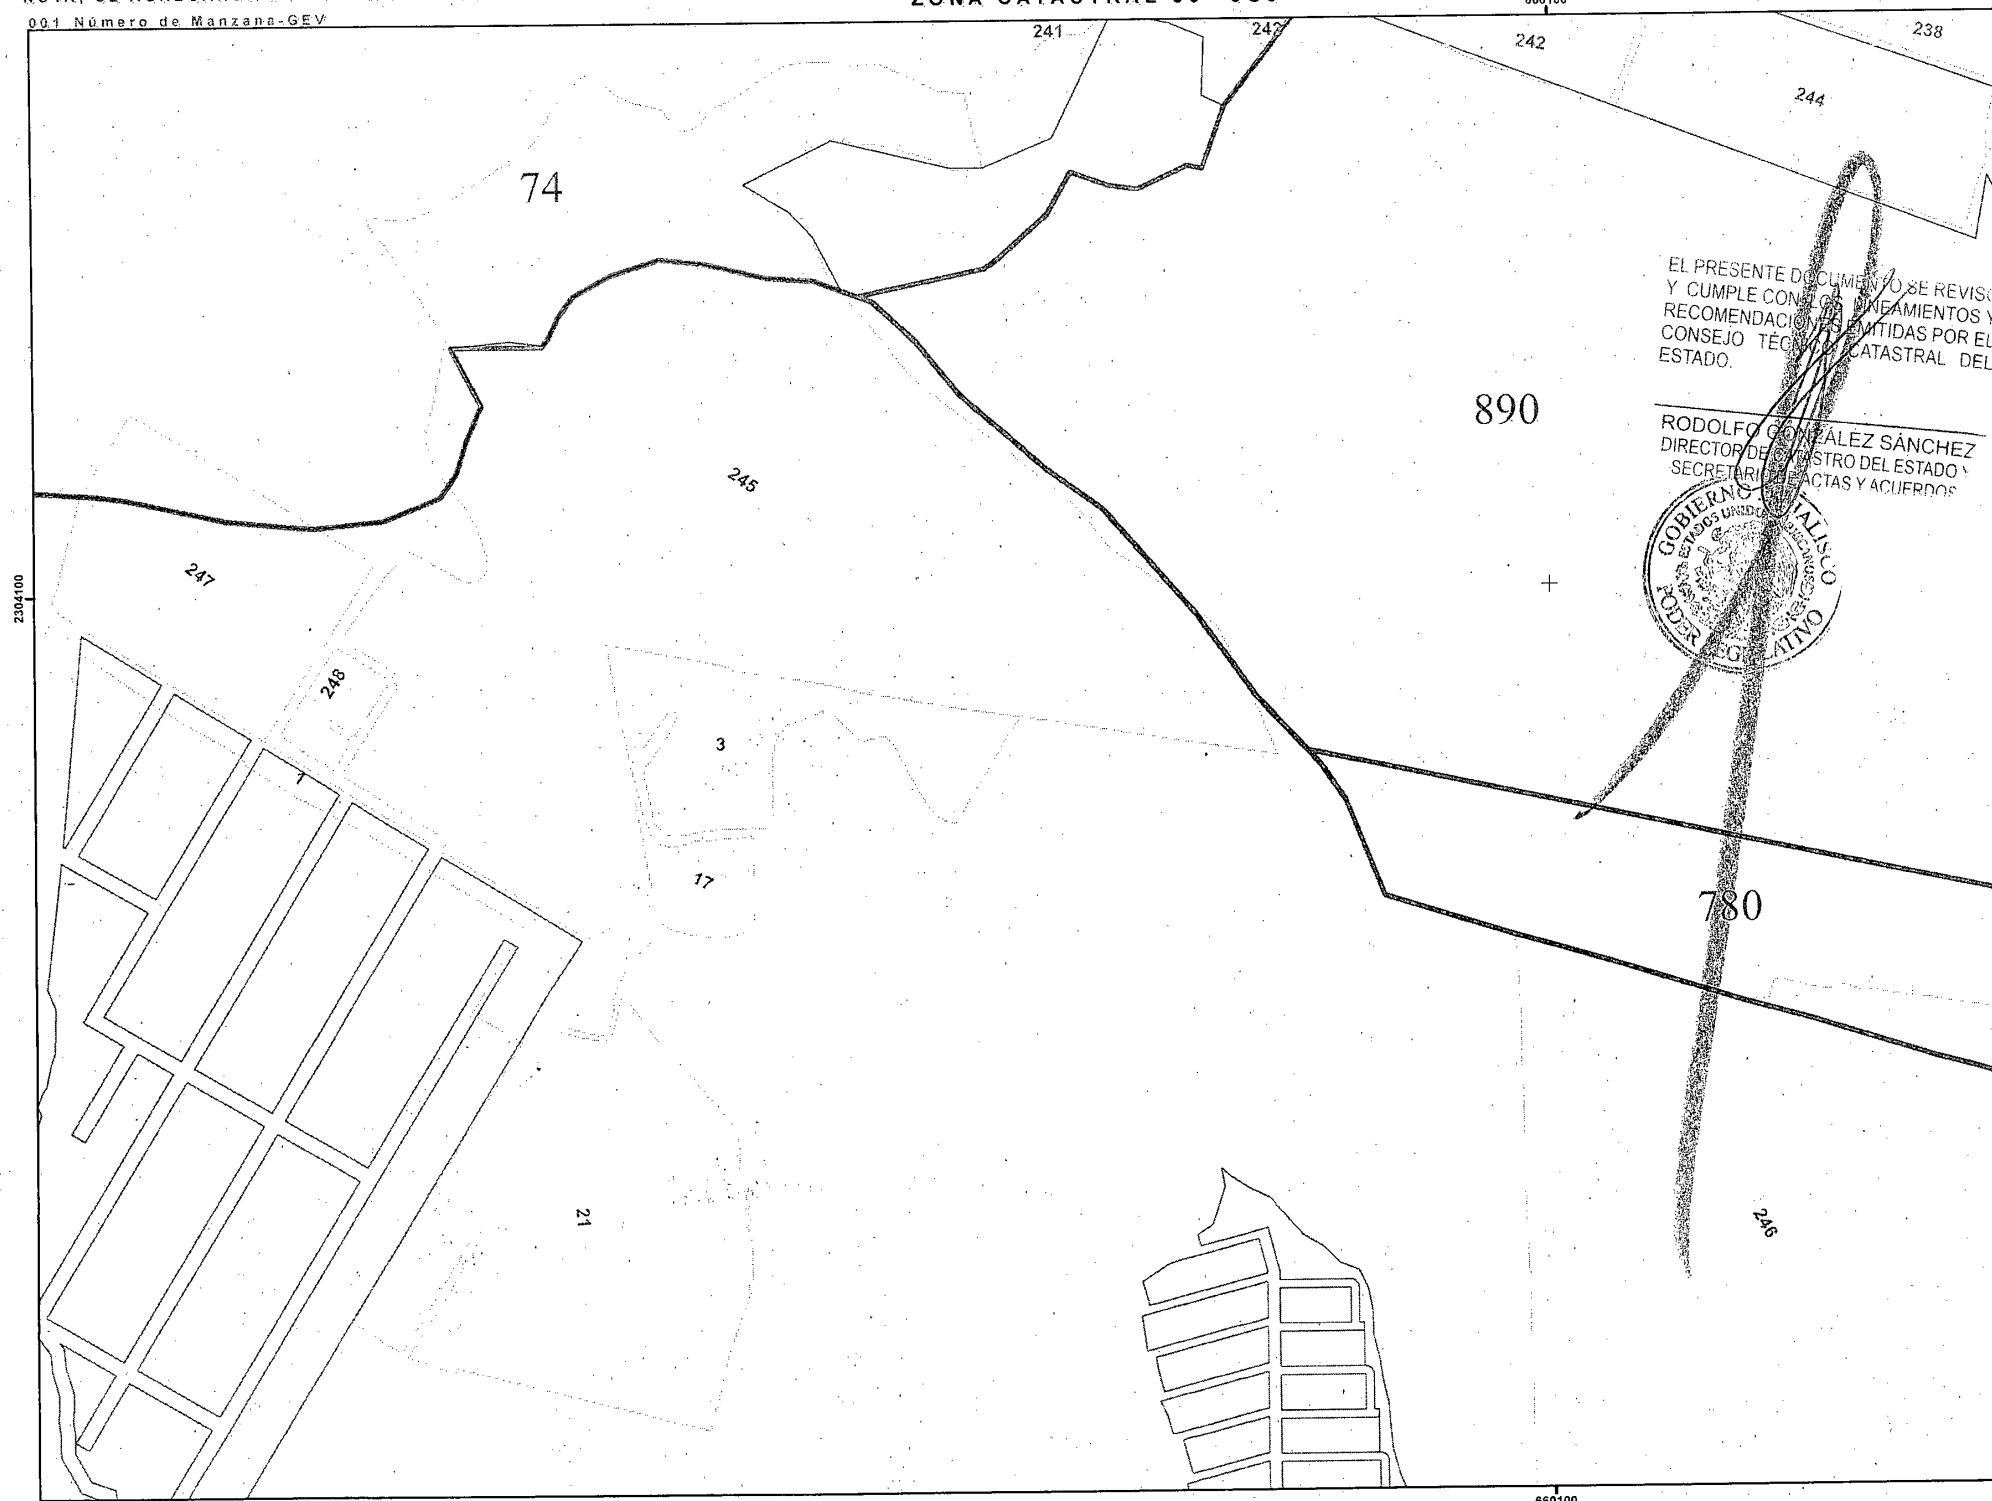 ZONA CATASTRAL
001 Número de Manzana-GEV
241
242
238
244
74
EL PRESENTE DOCUMENTO SE REVISÓ
Y CUMPLE CON LOS LINEAMIENTOS Y
RECOMENDACIONES EMITIDAS POR EL
CONSEJO TÉCNICO CATASTRAL DEL
ESTADO.
890
RODOLFO GONZÁLEZ SÁNCHEZ
DIRECTOR DE CATASTRO DEL ESTADO Y
SECRETARIO DE ACTAS Y ACUERDOS
GOBIERNO JALISCO
ESTADOS UNIDOS MEXICANOS
PODER LEGISLATIVO
245
247
2304100
248
3
1
17
780
21
246
660100